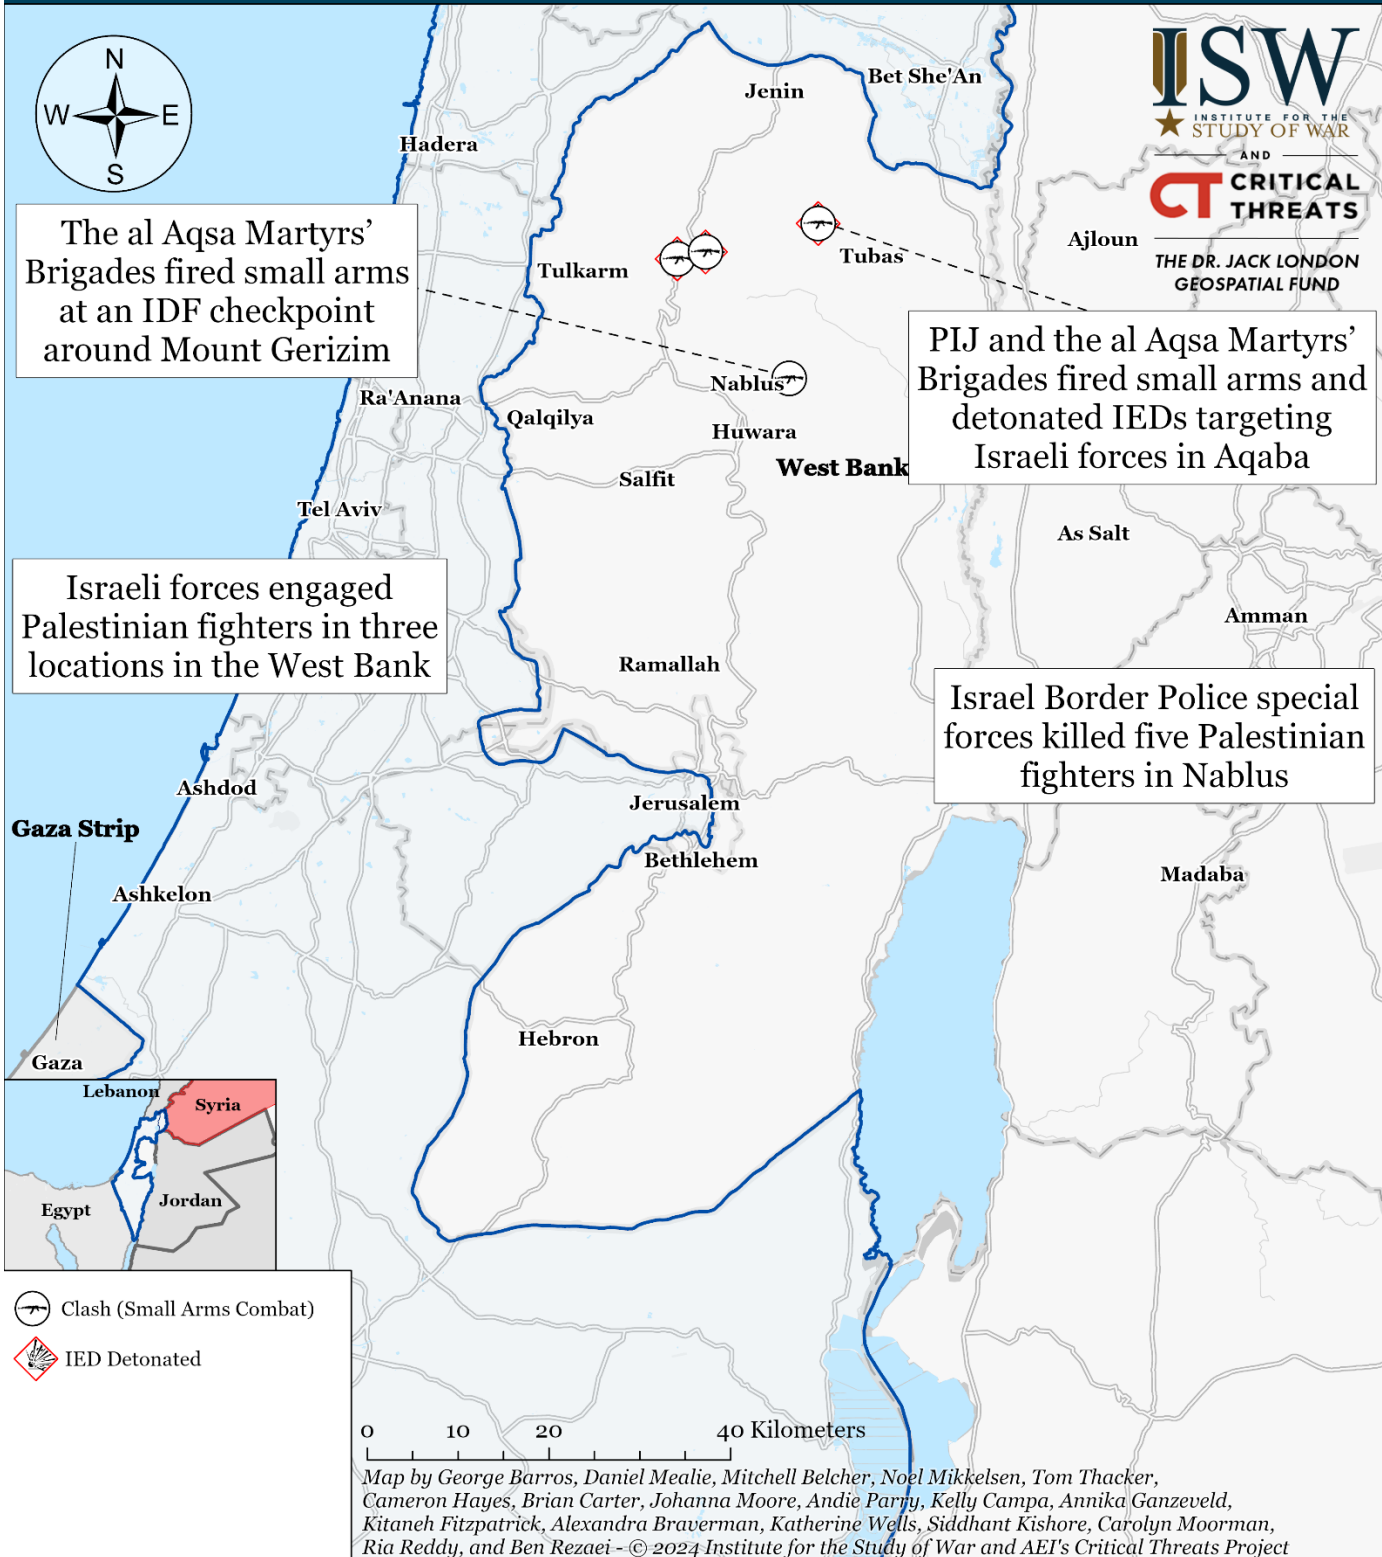 N
W
E
S
ISW
INSTITUTE FOR THE
STUDY OF WAR
AND
CT CRITICAL
THREATS
THE DR. JACK LONDON
GEOSPATIAL FUND
Jenin
Bet She'An
Hadera
The al Aqsa Martyrs’
Brigades fired small arms
at an IDF checkpoint
around Mount Gerizim
Tulkarm
Tubas
Ajloun
PIJ and the al Aqsa Martyrs’
Brigades fired small arms and
detonated IEDs targeting
Israeli forces in Aqaba
Nablus
Ra'Anana
Qalqilya
Huwara
West Bank
Salfit
Tel Aviv
As Salt
Israeli forces engaged
Palestinian fighters in three
locations in the West Bank
Amman
Ramallah
Israel Border Police special
forces killed five Palestinian
fighters in Nablus
Ashdod
Jerusalem
Gaza Strip
Bethlehem
Madaba
Ashkelon
Hebron
Gaza
Lebanon
Syria
Egypt
Jordan
Clash (Small Arms Combat)
IED Detonated
0 10 20 40 Kilometers
Map by George Barros, Daniel Mealie, Mitchell Belcher, Noel Mikkelsen, Tom Thacker,
Cameron Hayes, Brian Carter, Johanna Moore, Andie Parry, Kelly Campa, Annika Ganzeveld,
Kitaneh Fitzpatrick, Alexandra Braverman, Katherine Wells, Siddhant Kishore, Carolyn Moorman,
Ria Reddy, and Ben Rezaei - © 2024 Institute for the Study of War and AEI's Critical Threats Project